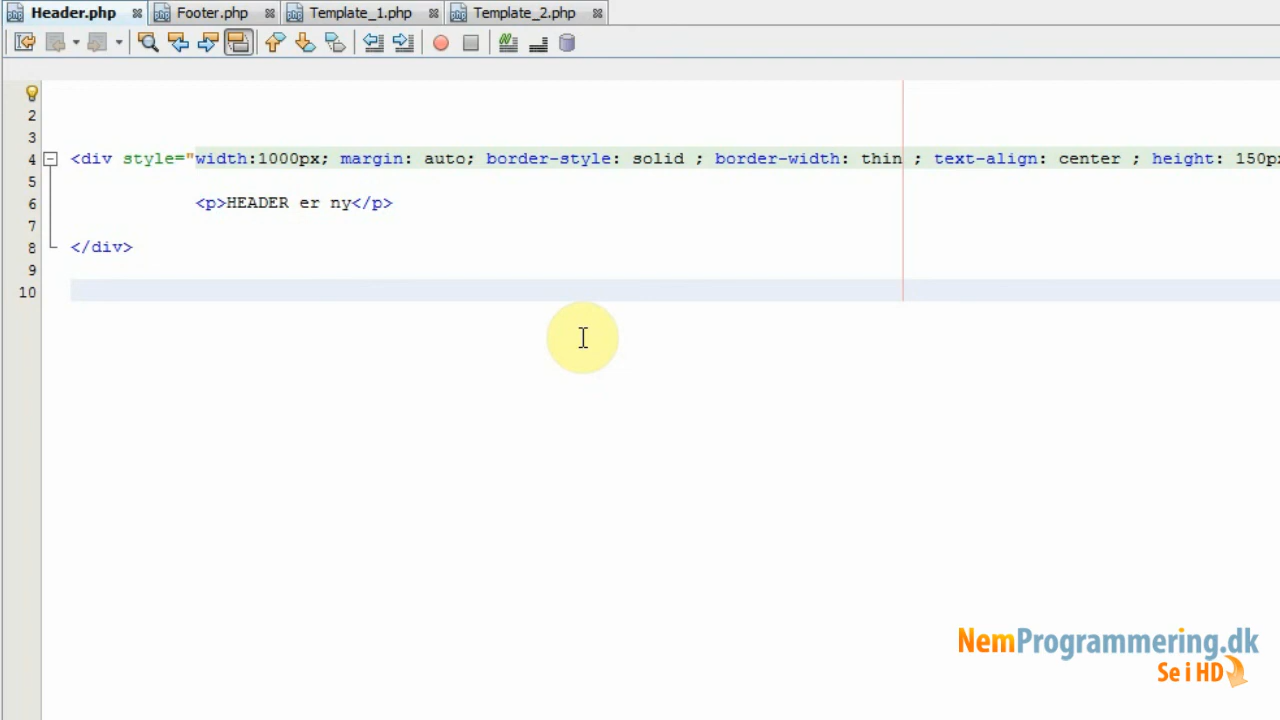 Header.php Footer.php Template_1.php Template_2.php
2
3
4 <div style="width:1000px; margin: auto; border-style: solid ; border-width: thin ; text-align: center ; height: 150px
5
6 <p>HEADER er ny</p>
7
8 </div>
9
10
NemProgrammering.dk
Se i HD